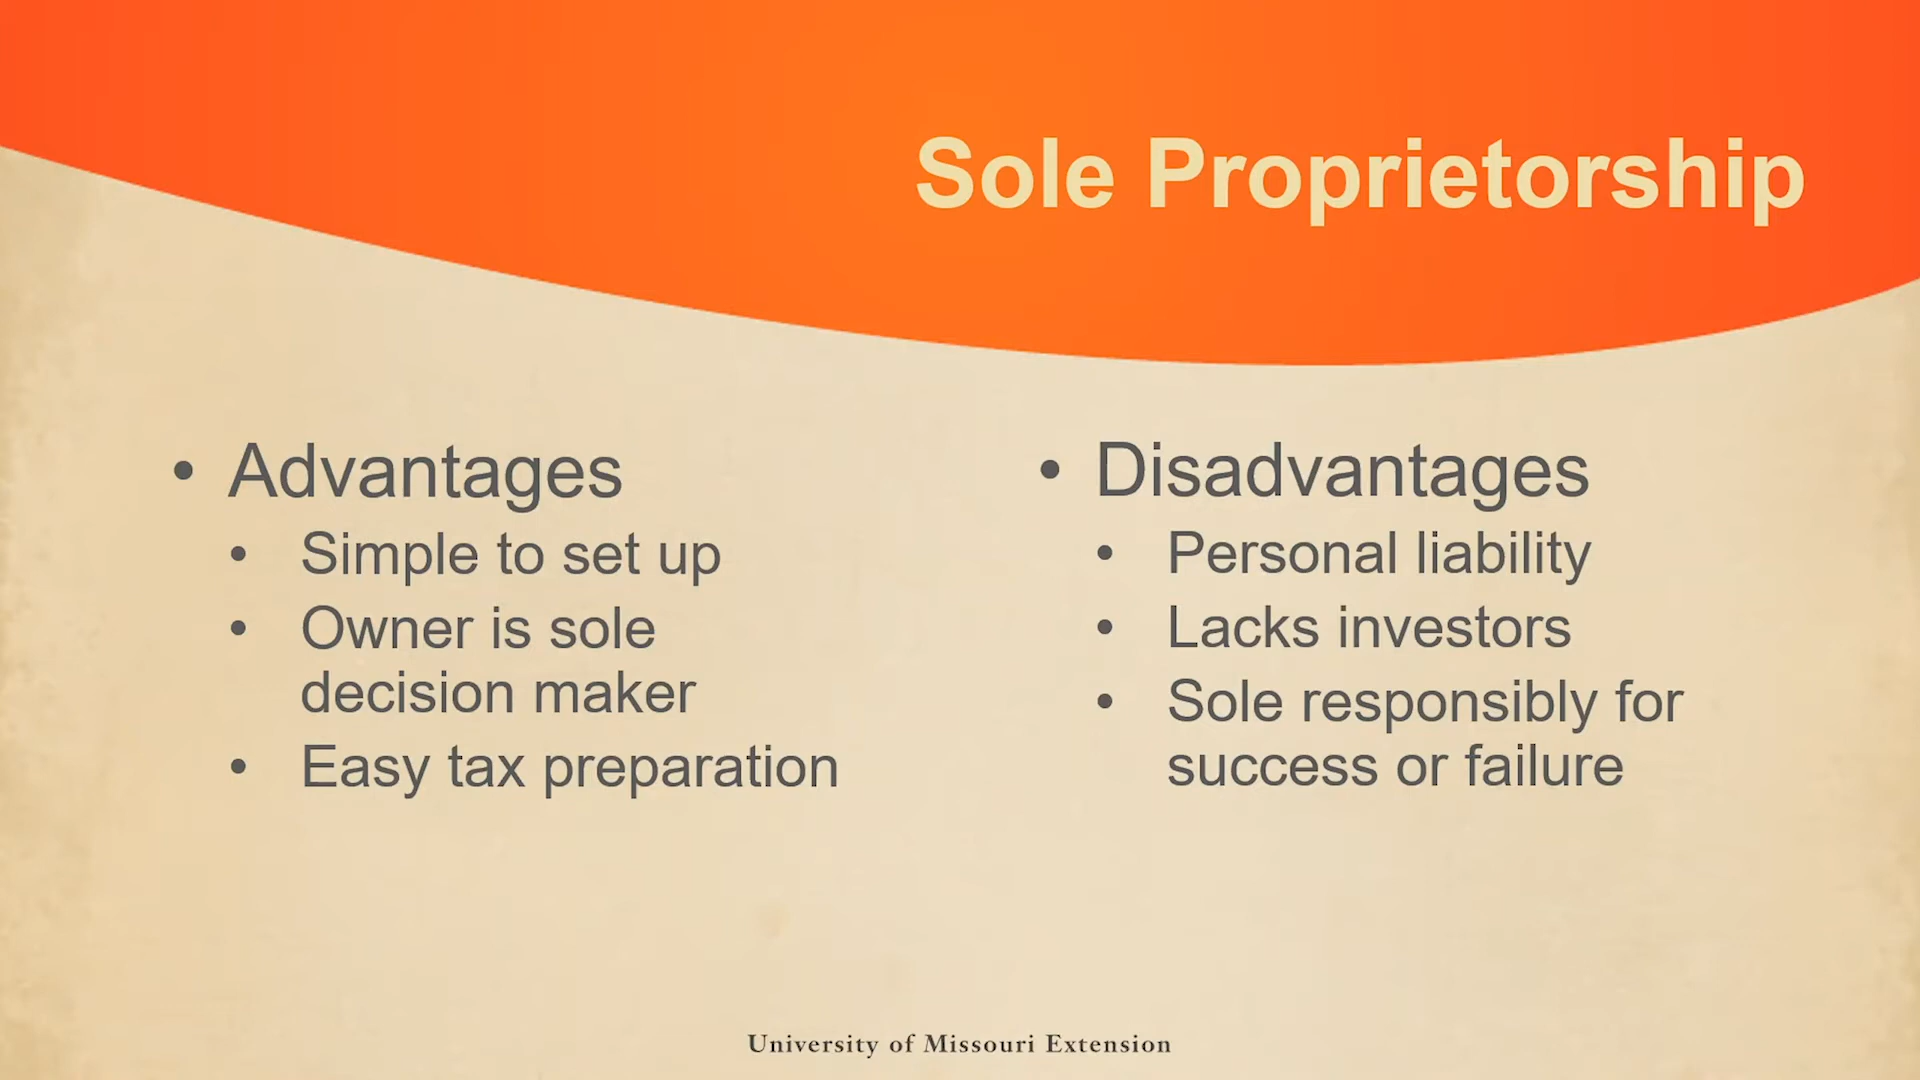 Sole Proprietorship
• Advantages
• Simple to set up
• Owner is sole
decision maker
• Easy tax preparation
• Disadvantages
• Personal liability
• Lacks investors
• Sole responsibly for
success or failure
University of Missouri Extension